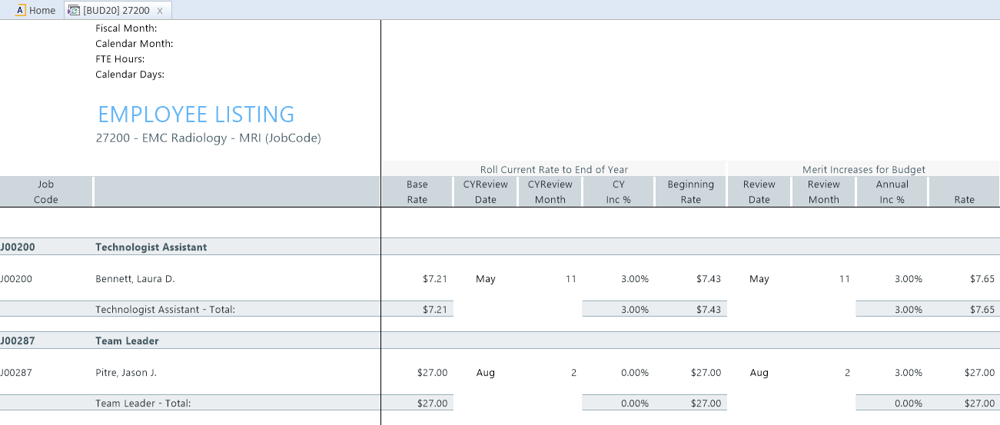 A Home [BUD20] 27200 X
Fiscal Month:
Calendar Month:
FTE Hours:
Calendar Days:
EMPLOYEE LISTING
27200 - EMC Radiology - MRI (JobCode)
Roll Current Rate to End of Year Merit Increases for Budget
Job Base CYReview CYReview CY Beginning Review Review Annual
Code Rate Date Month Inc % Rate Date Month Inc % Rate
J00200 Technologist Assistant
J00200 Bennett, Laura D. $7.21 May 11 3.00% $7.43 May 11 3.00% $7.65
Technologist Assistant - Total: $7.21 3.00% $7.43 3.00% $7.65
J00287 Team Leader
J00287 Pitre, Jason J. $27.00 Aug 2 0.00% $27.00 Aug 2 3.00% $27.00
Team Leader - Total: $27.00 0.00% $27.00 0.00% $27.00